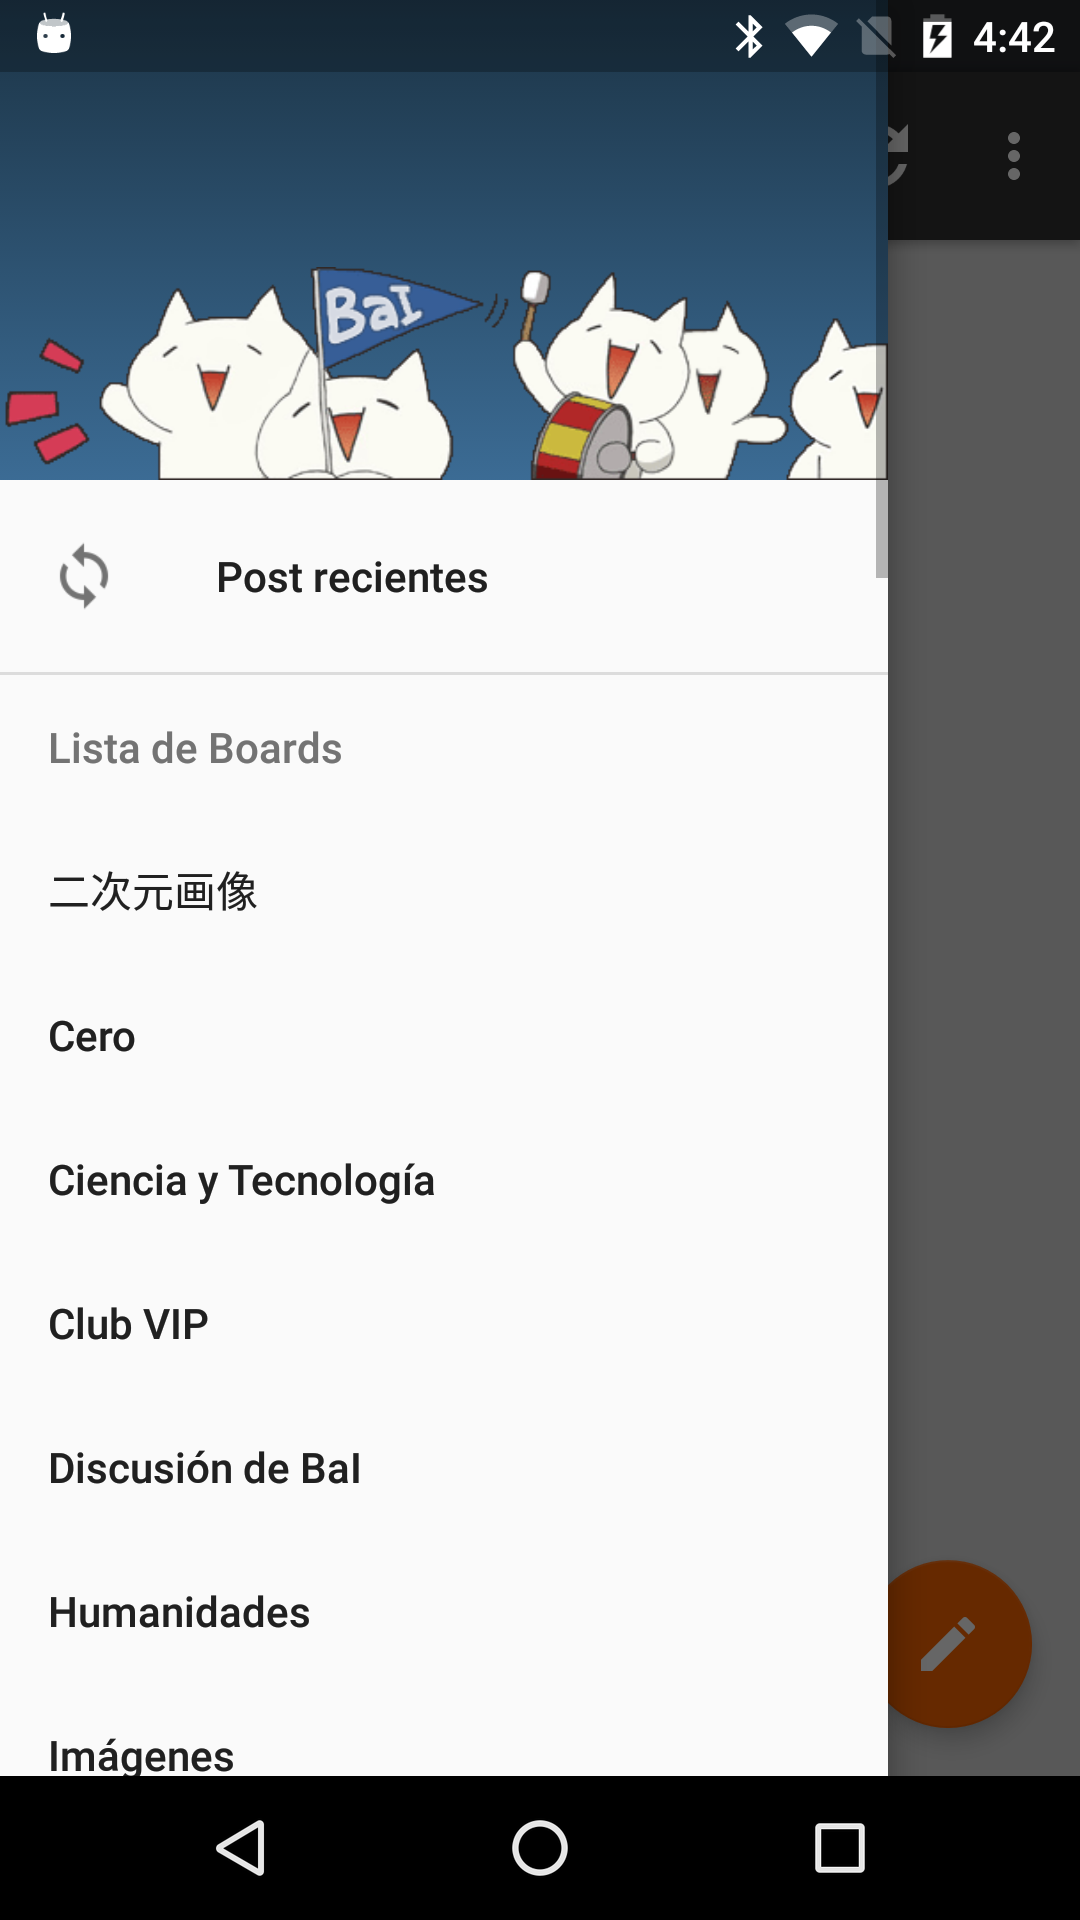 4:42
BaI
Post recientes
Lista de Boards
二次元画像
Cero
Ciencia y Tecnología
Club VIP
Discusión de BaI
Humanidades
Imágenes